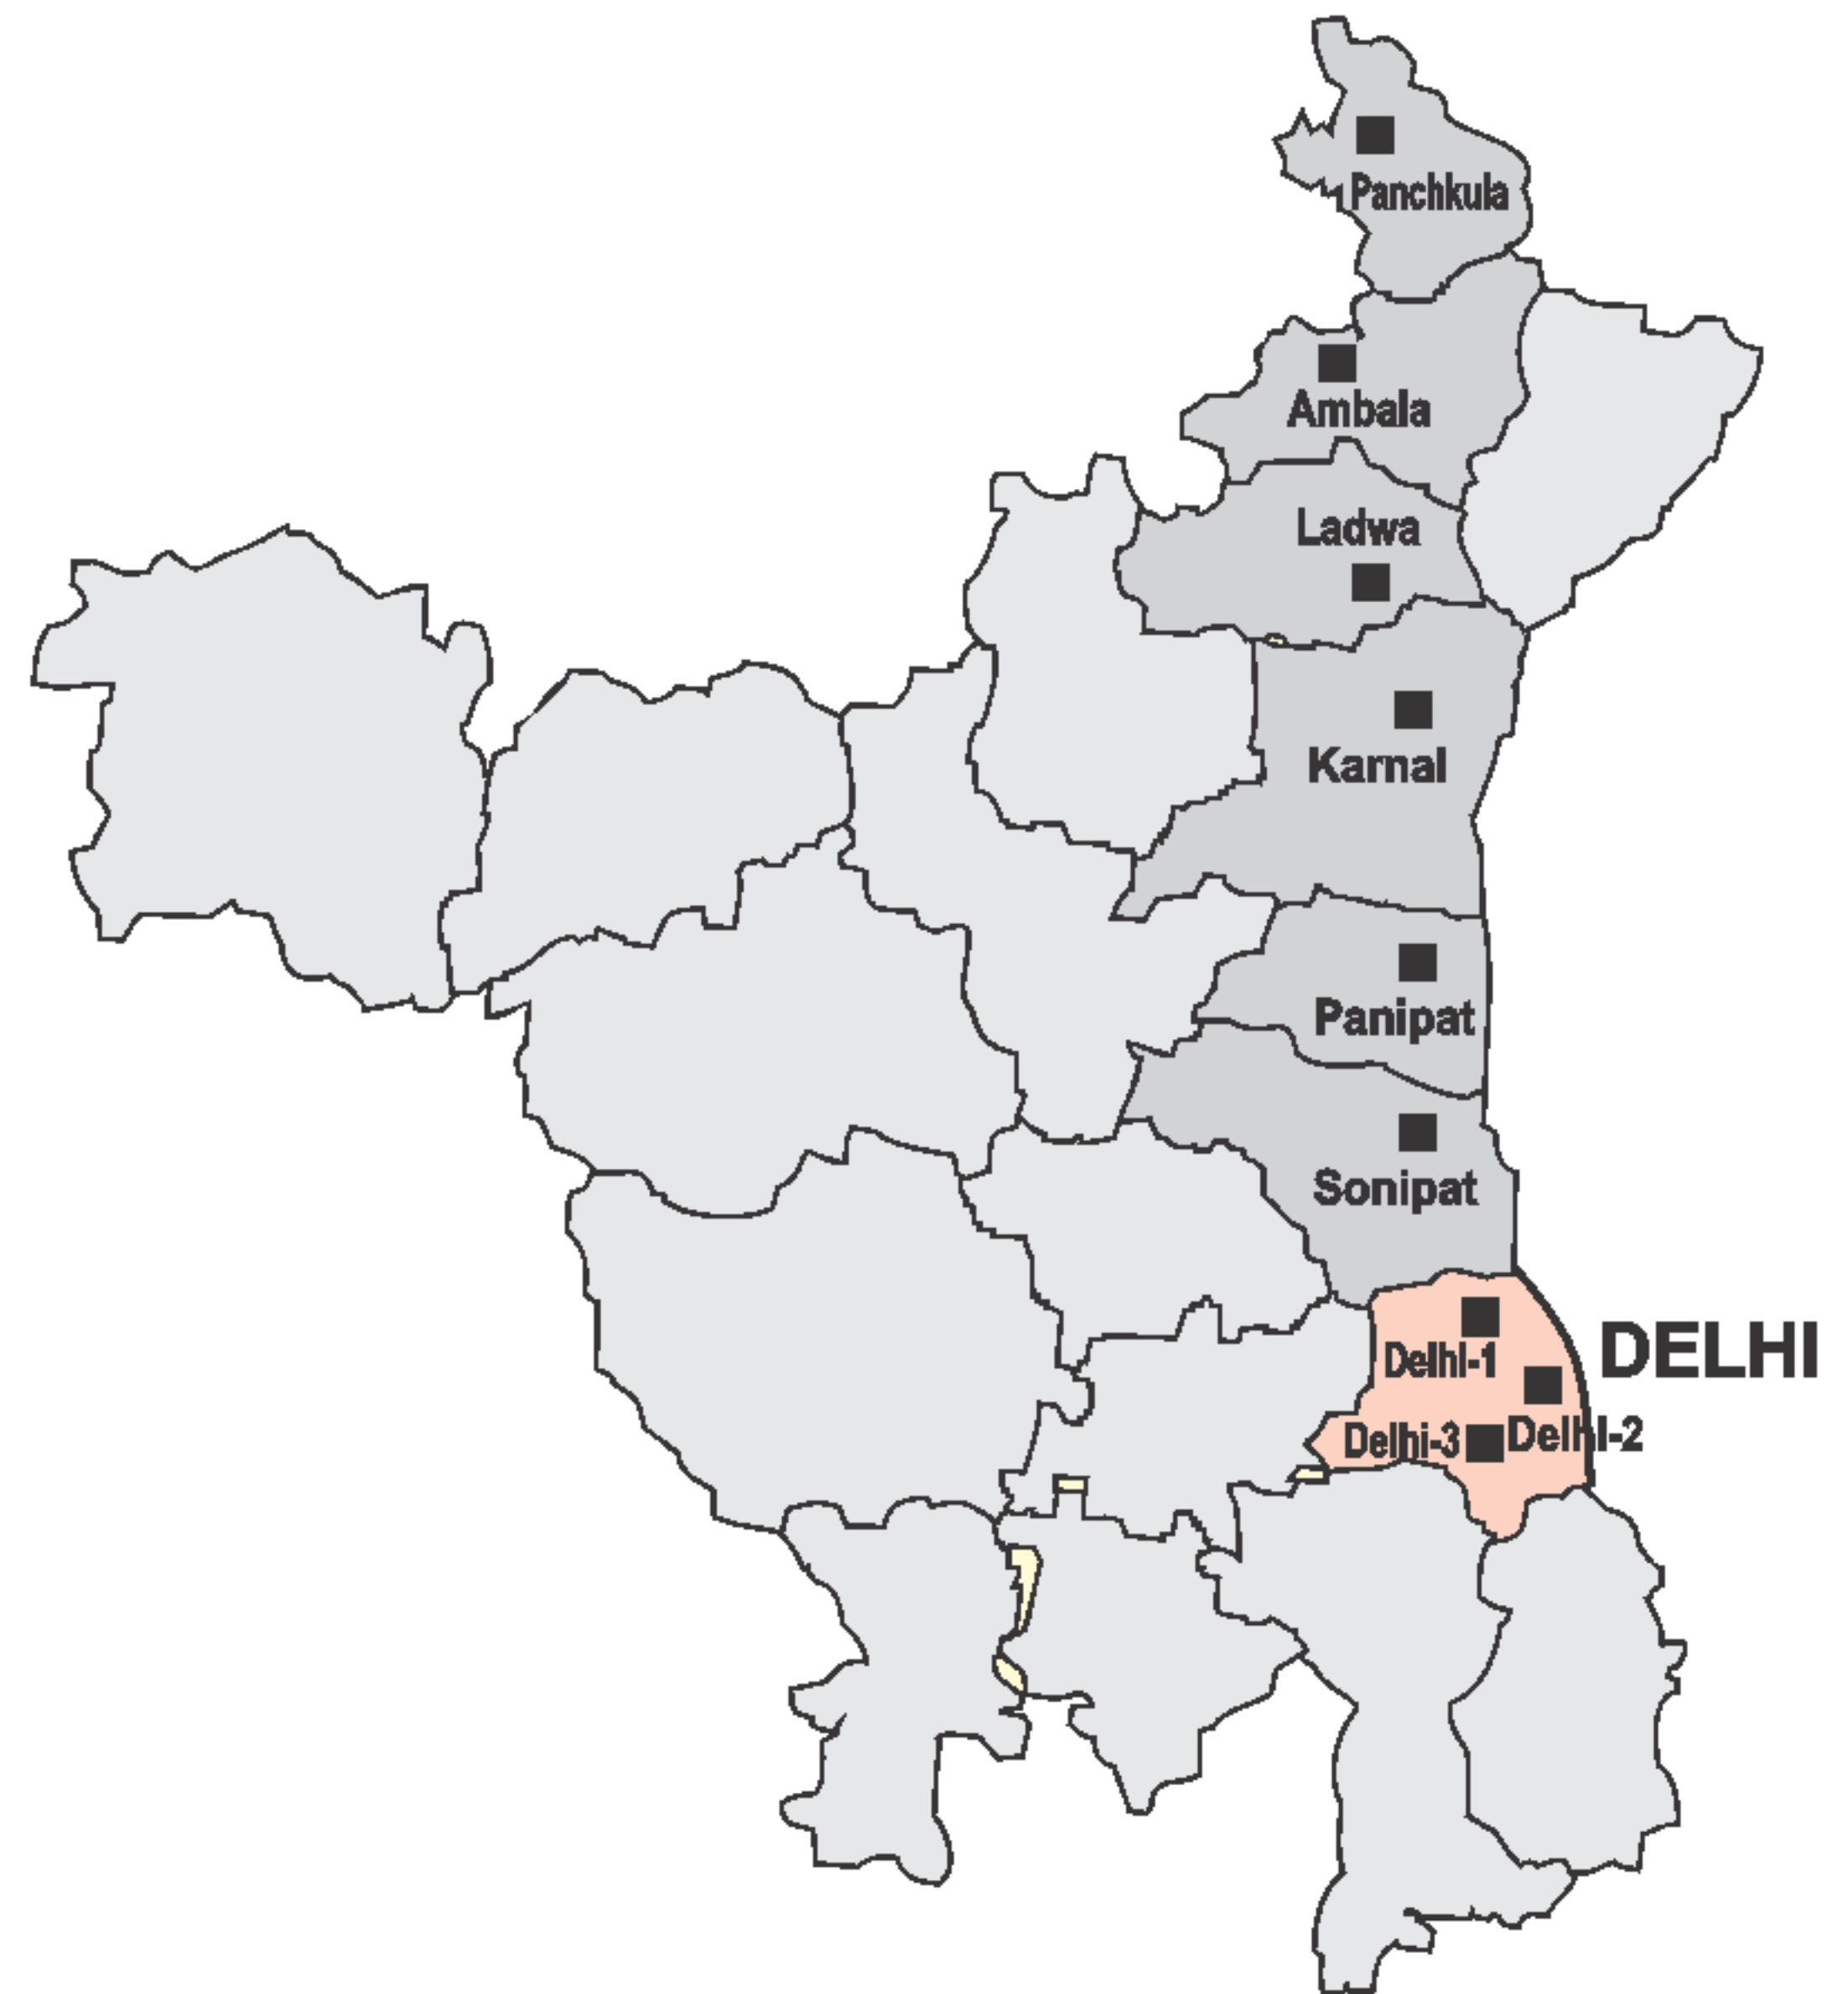 Panchkula
Ambala
Ladwa
Karnal
Panipat
Sonipat
DELHI
Delhi-1
Delhi-3
Delhi-2